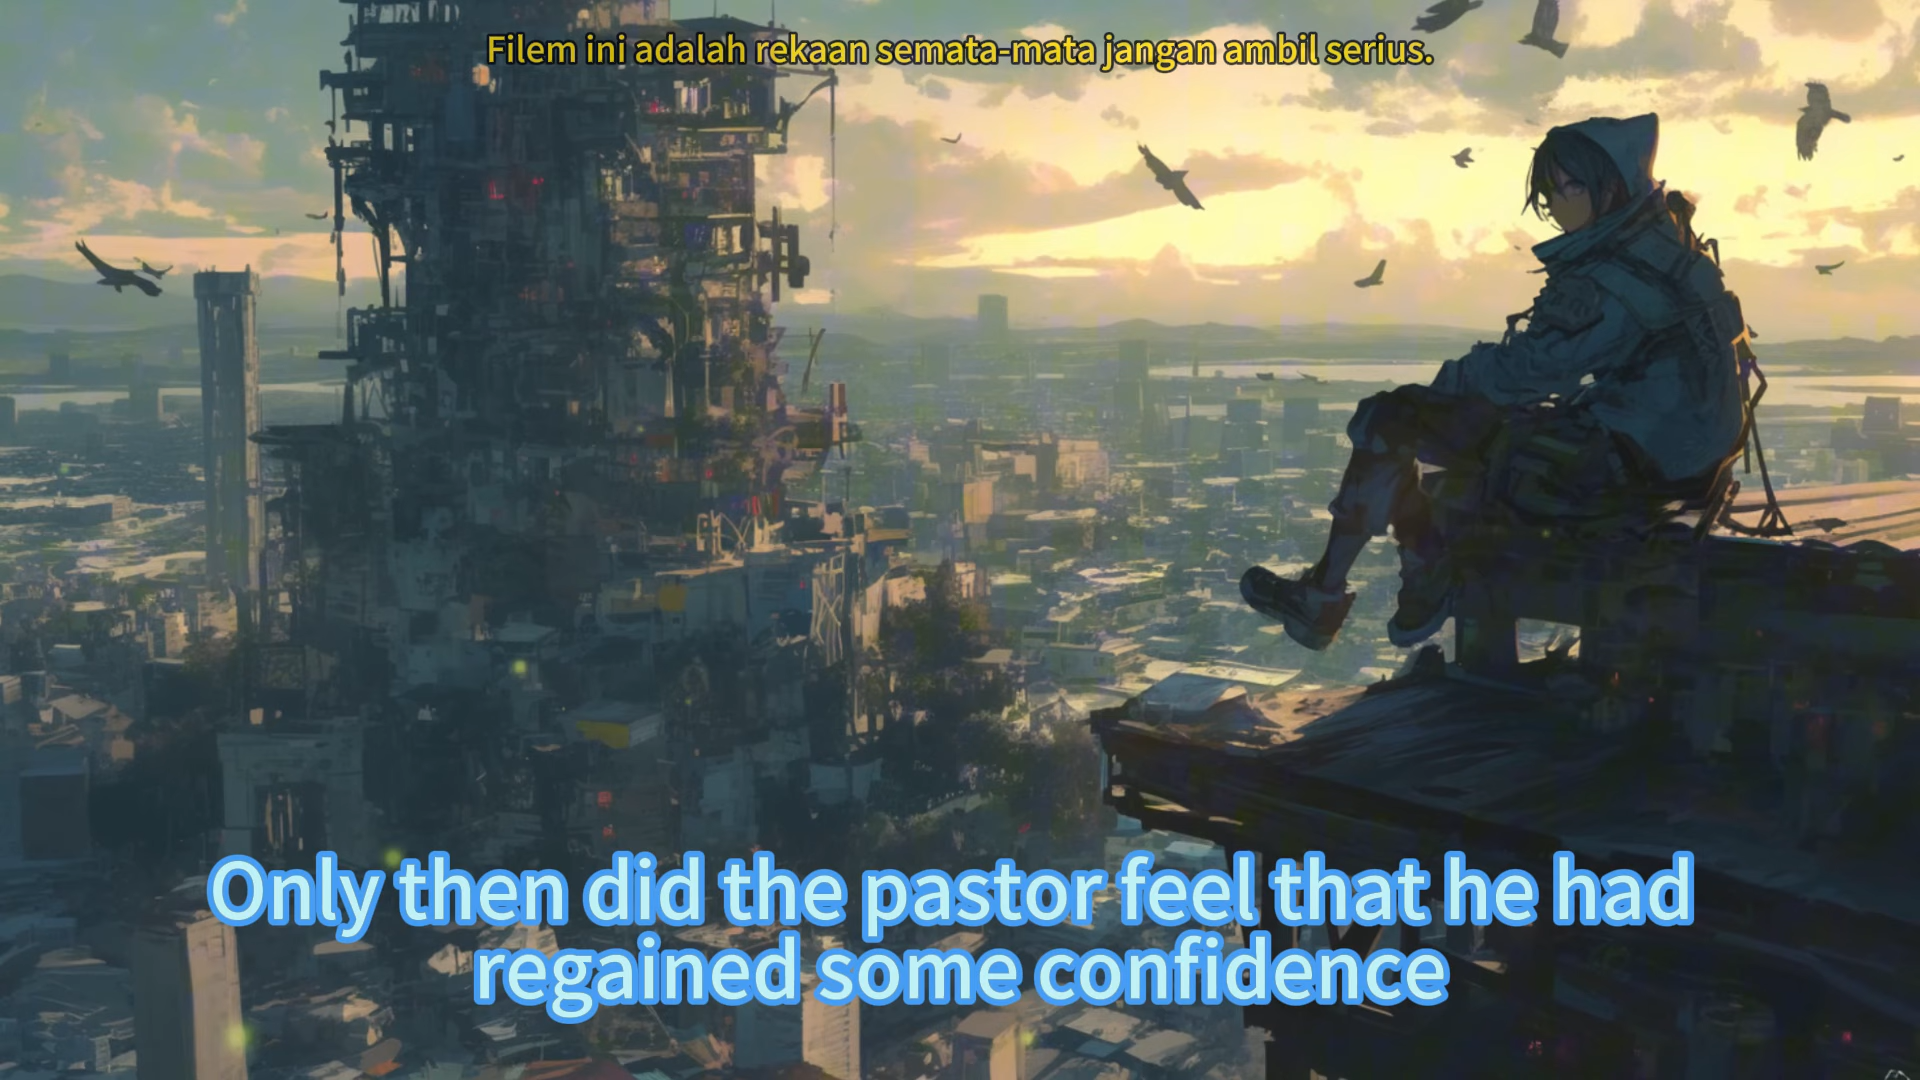 Filem ini adalah rekaan semata-mata jangan ambil serius.
Only then did the pastor feel that he had
regained some confidence